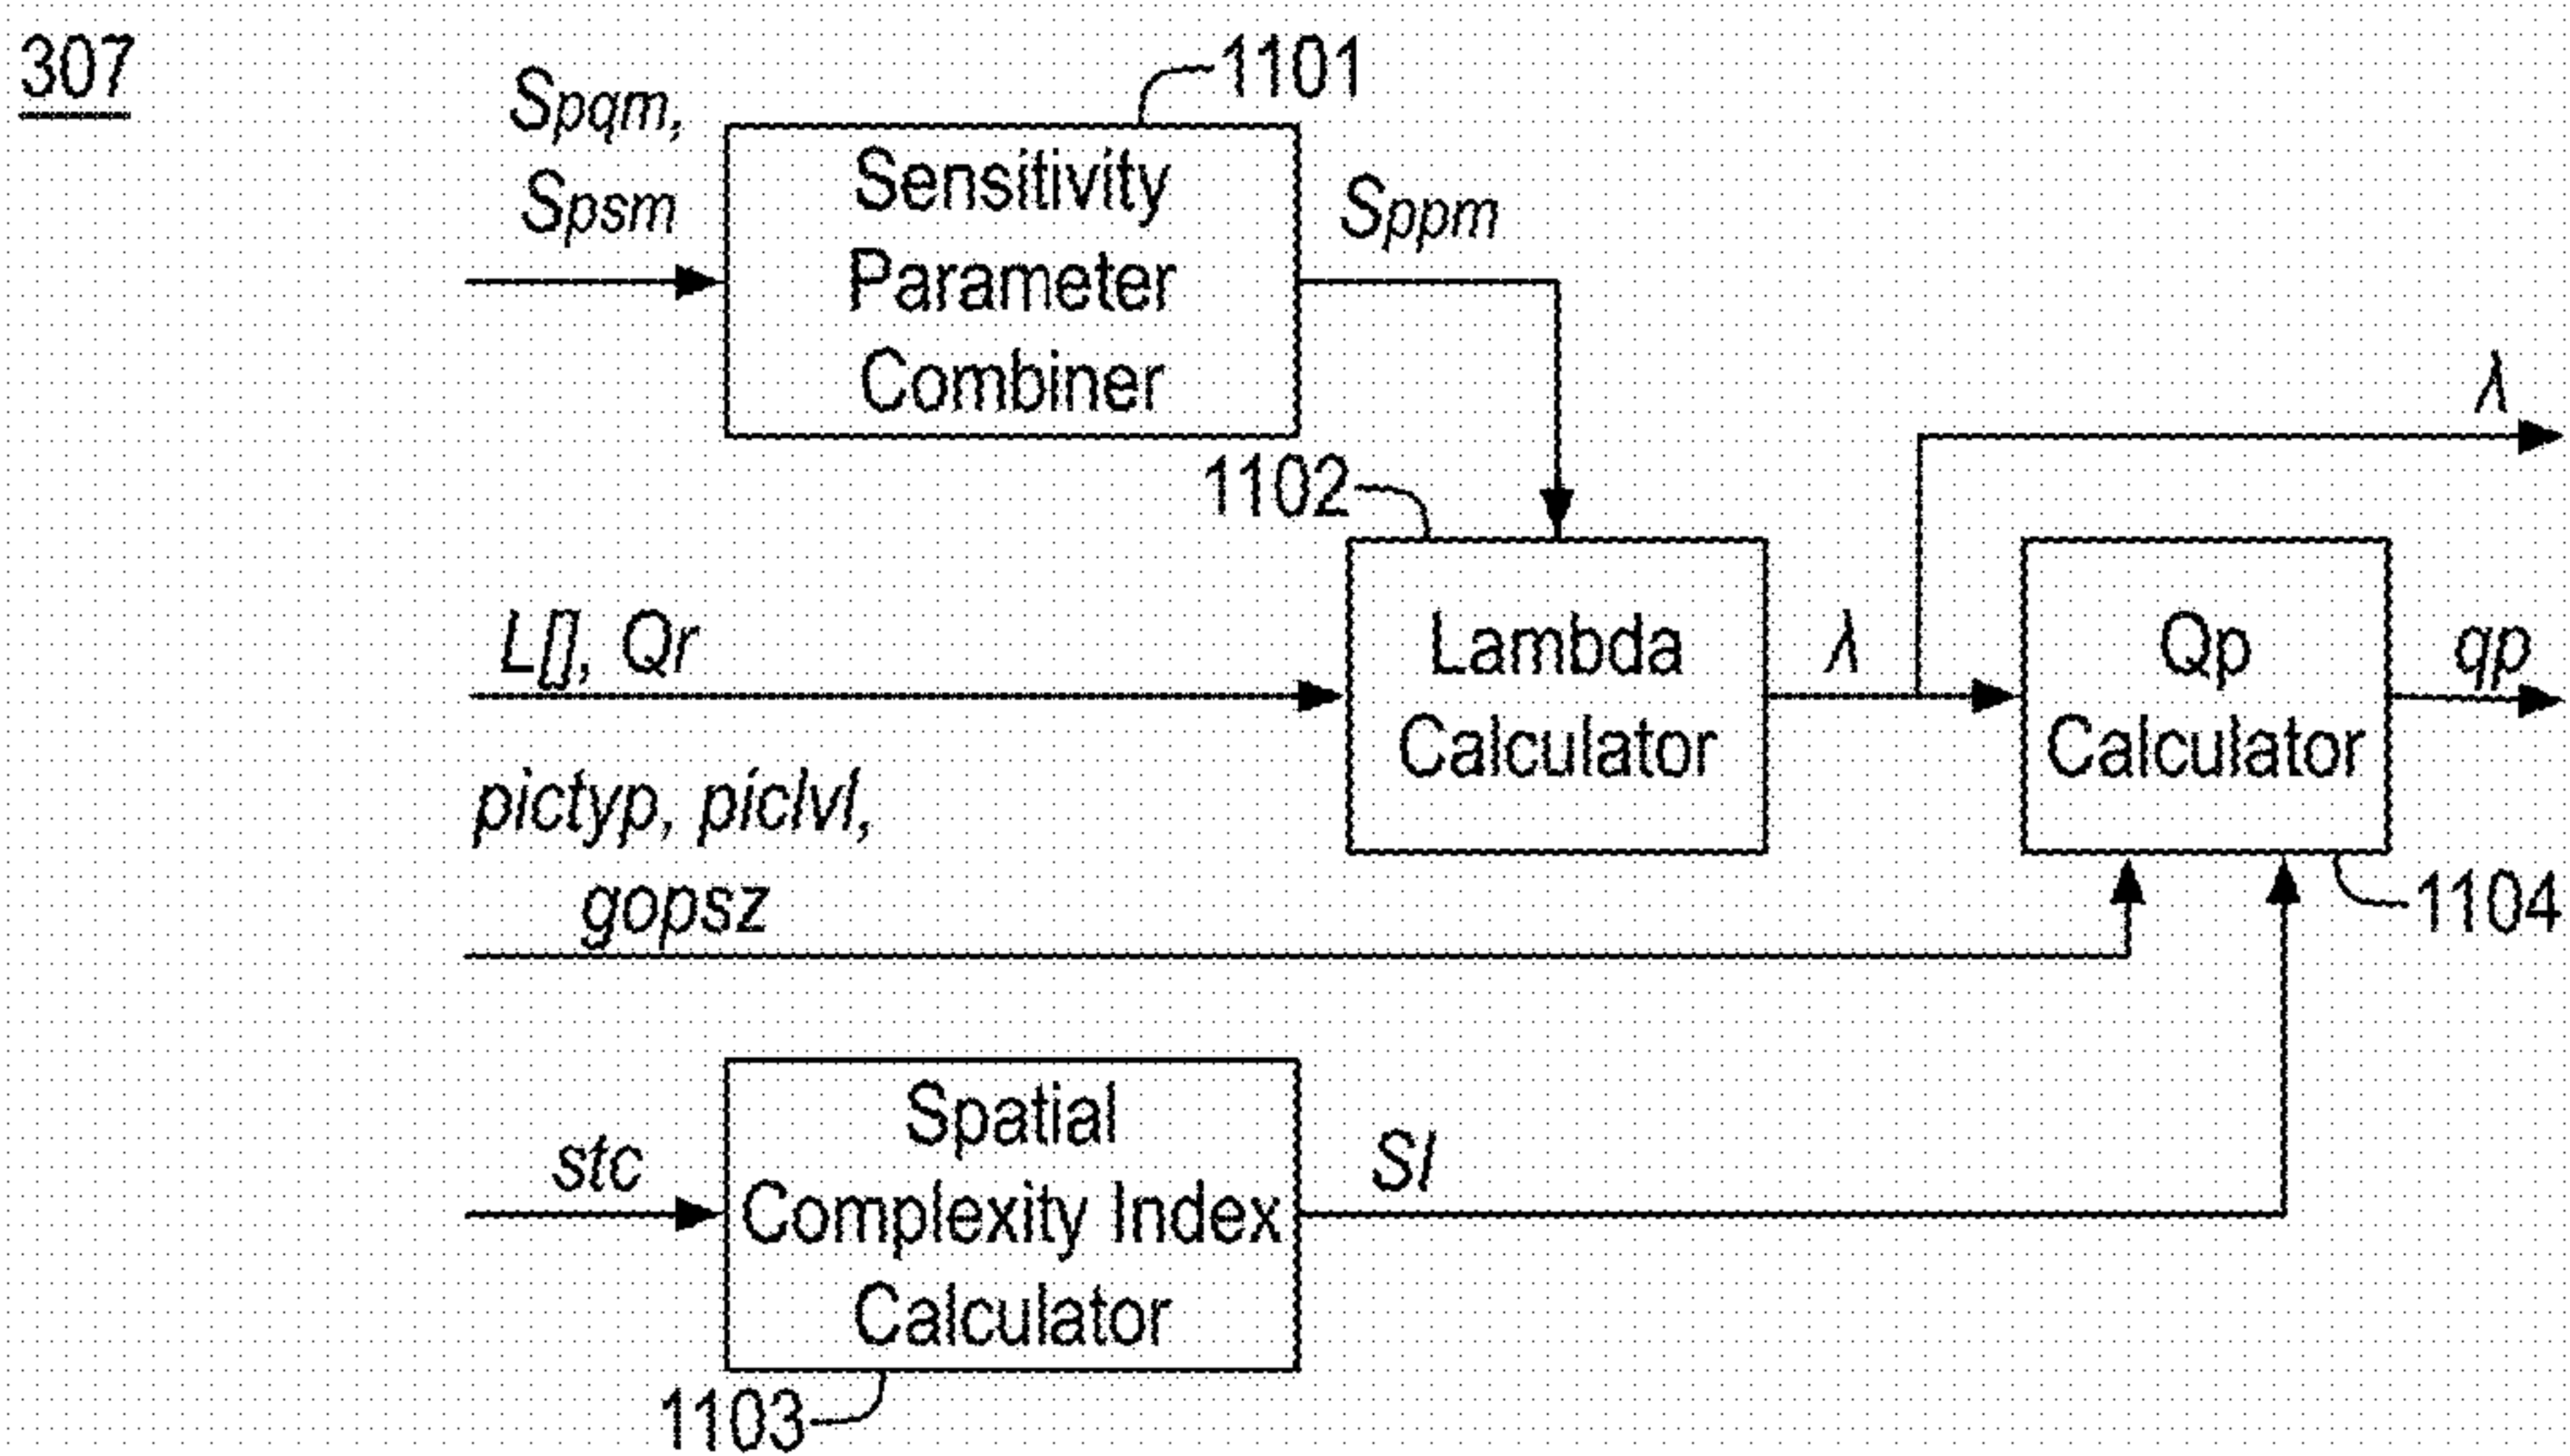 307
1101
Spqm,
Spsm
Sensitivity
Parameter
Combiner
Sppm
λ
1102
L[], Qr
Lambda
Calculator
λ
Qp
Calculator
qp
pictyp, piclvl,
gopsz
1104
stc
Spatial
Complexity Index
Calculator
SI
1103